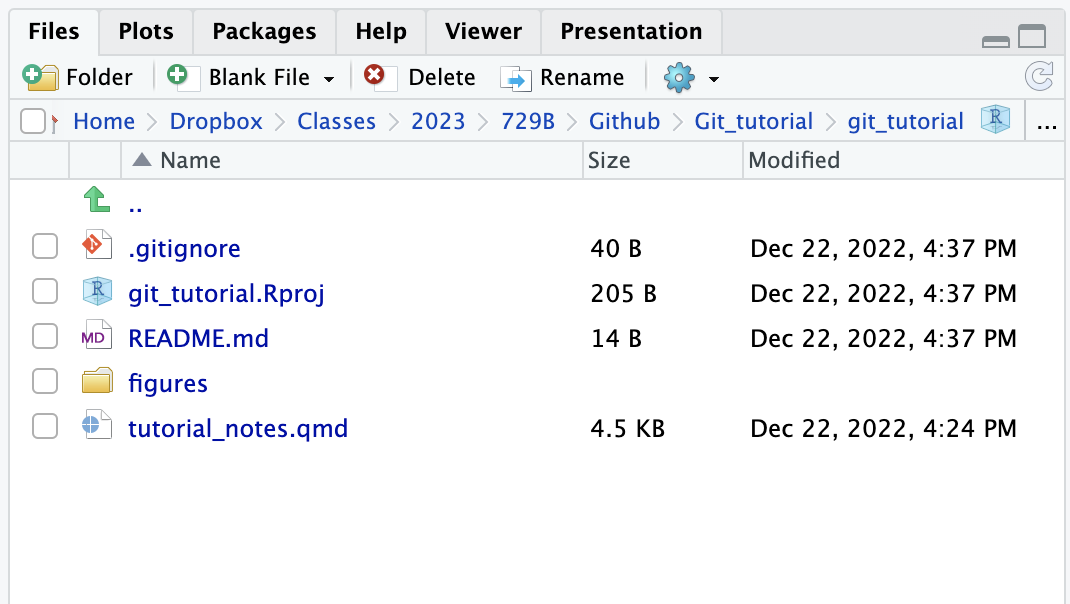 Files Plots Packages Help Viewer Presentation
Folder Blank File Delete Rename
Home Dropbox Classes 2023 729B Github Git_tutorial git_tutorial R ...
Name Size Modified
..
.gitignore 40 B Dec 22, 2022, 4:37 PM
R git_tutorial.Rproj 205 B Dec 22, 2022, 4:37 PM
MD README.md 14 B Dec 22, 2022, 4:37 PM
figures
tutorial_notes.qmd 4.5 KB Dec 22, 2022, 4:24 PM